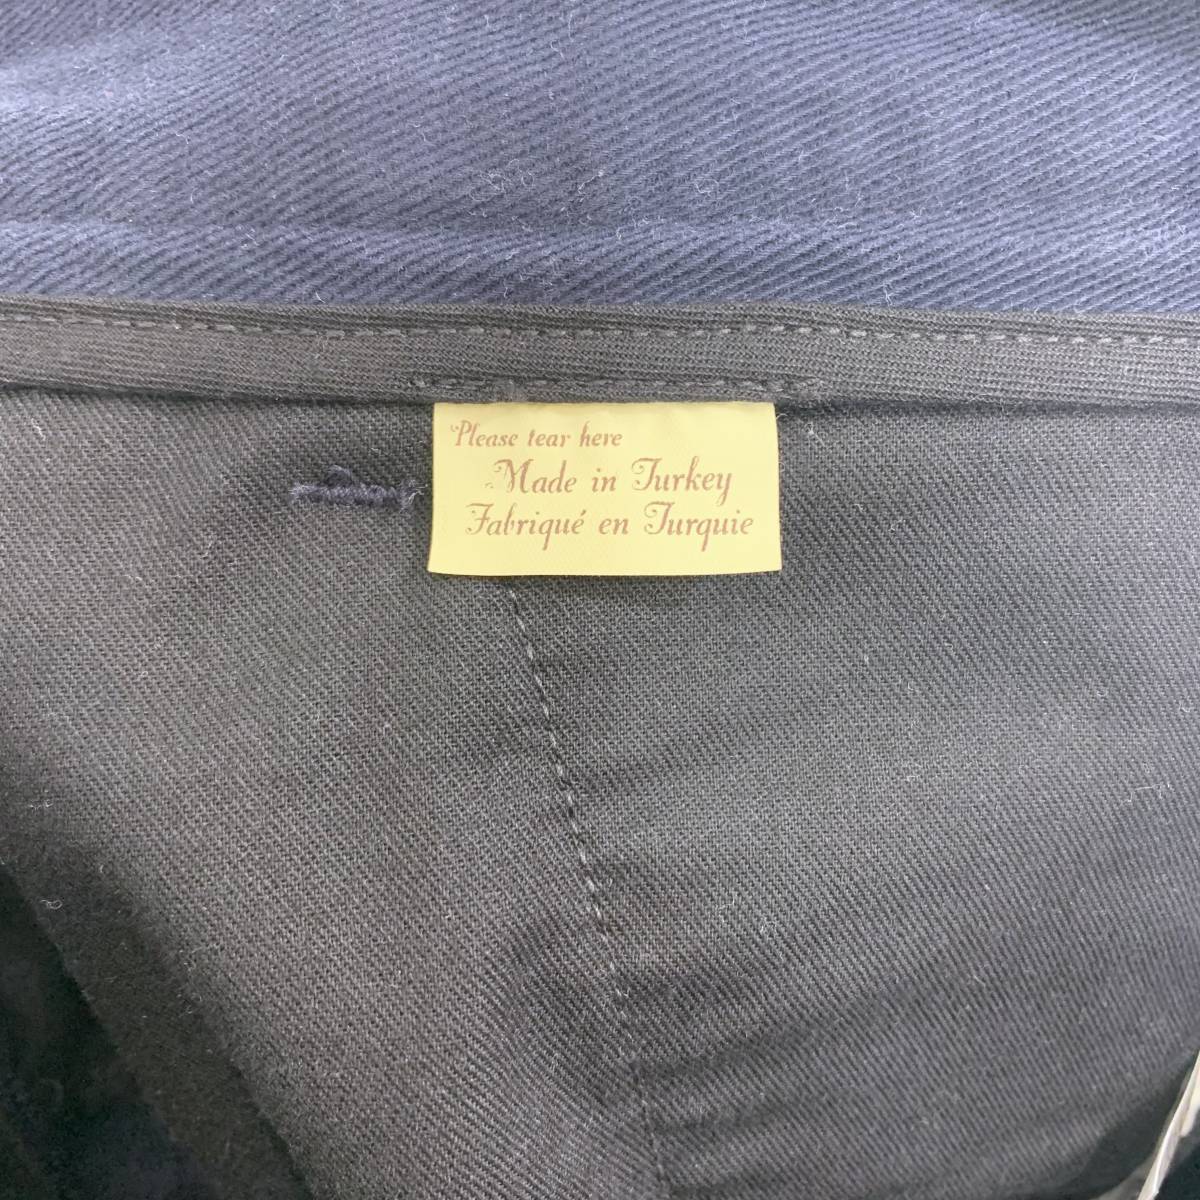 Please tear here
Made in Turkey
Fabriqué en Turquie